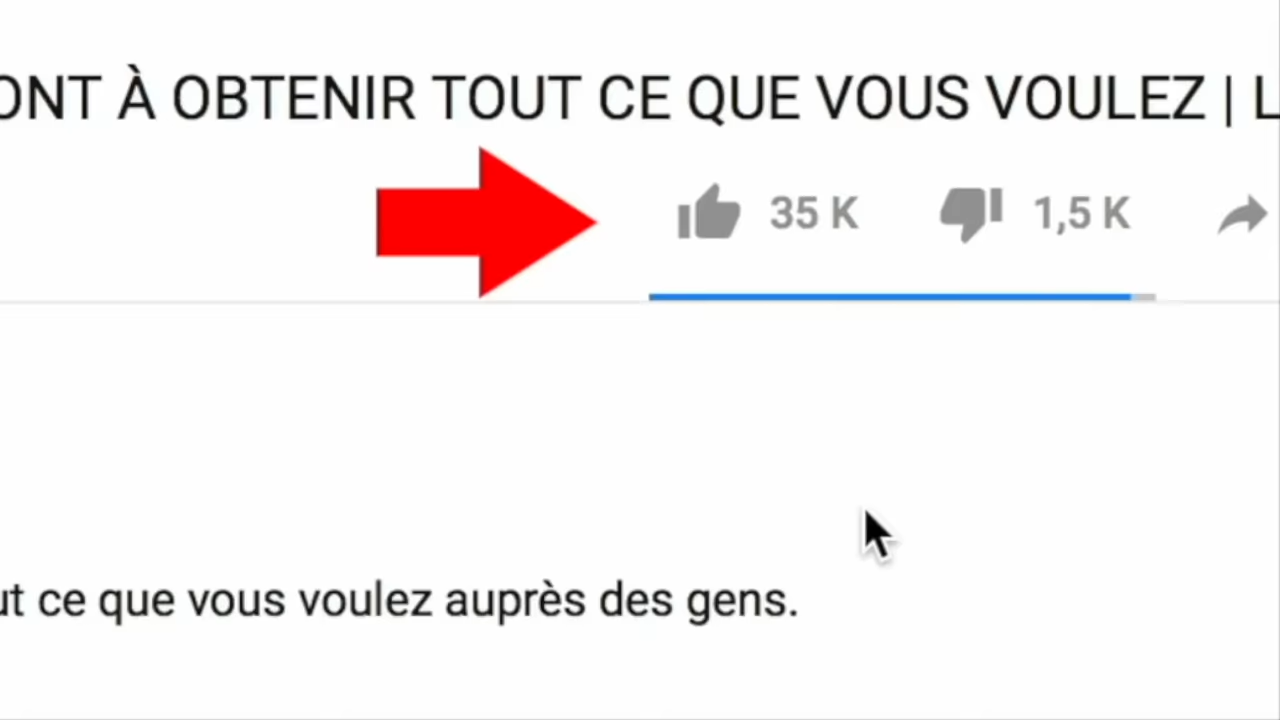 ONT À OBTENIR TOUT CE QUE VOUS VOULEZ | L
35 K 1,5 K
ut ce que vous voulez auprès des gens.